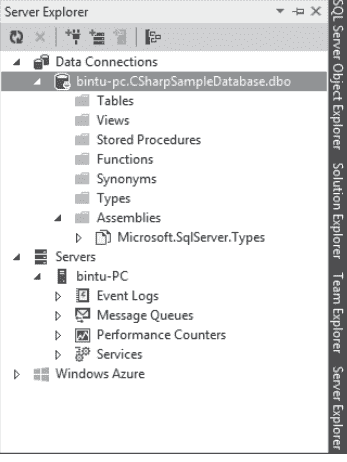 Server Explorer
Data Connections
bintu-pc.CSharpSampleDatabase.dbo
Tables
Views
Stored Procedures
Functions
Synonyms
Types
Assemblies
Microsoft.SqlServer.Types
Servers
bintu-PC
Event Logs
Message Queues
Performance Counters
Services
Windows Azure
SQL Server Object Explorer
Solution Explorer
Team Explorer
Server Explorer